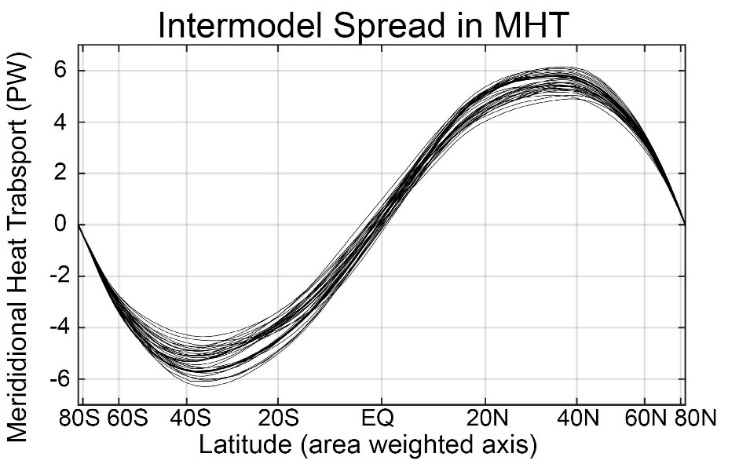 Intermodel Spread in MHT
Merididional Heat Trabsport (PW)
6
4
2
0
-2
-4
-6
80S 60S 40S 20S EQ 20N 40N 60N 80N
Latitude (area weighted axis)